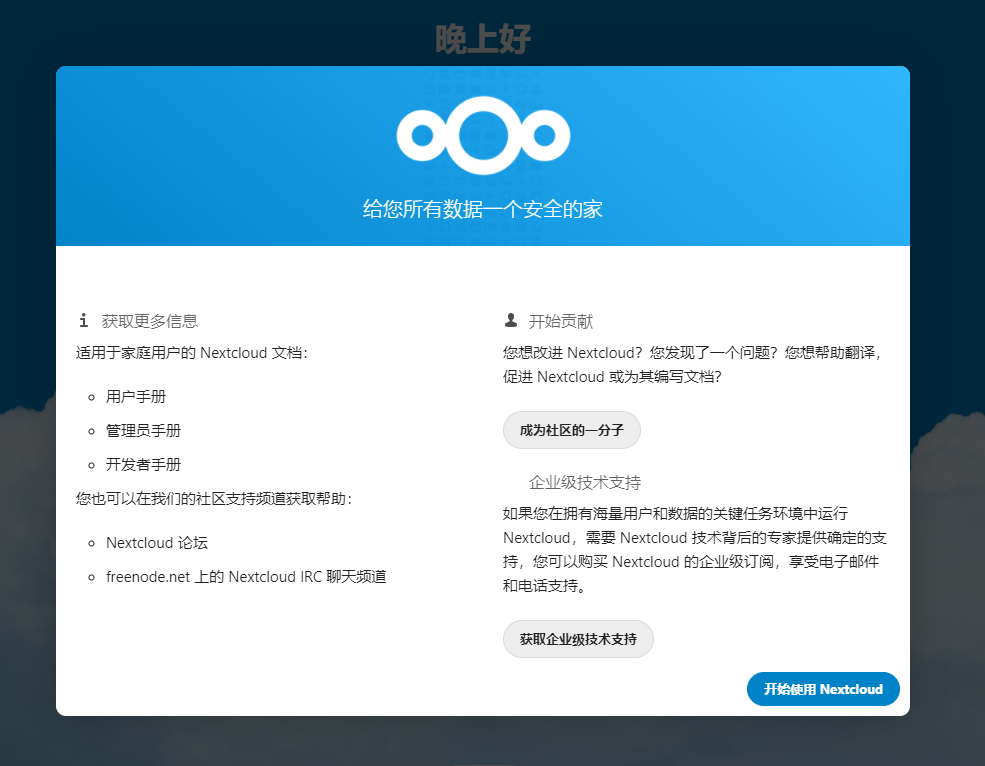 晚上好
给您所有数据一个安全的家
获取更多信息
适用于家庭用户的 Nextcloud 文档：
用户手册
管理员手册
开发者手册
您也可以在我们的社区支持频道获取帮助：
Nextcloud 论坛
freenode.net 上的 Nextcloud IRC 聊天频道
开始贡献
您想改进 Nextcloud？您发现了一个问题？您想帮助翻译，
促进 Nextcloud 或为其编写文档？
成为社区的一分子
企业级技术支持
如果您在拥有海量用户和数据的关键任务环境中运行
Nextcloud，需要 Nextcloud 技术背后的专家提供确定的支
持，您可以购买 Nextcloud 的企业级订阅，享受电子邮件
和电话支持。
获取企业级技术支持
开始使用 Nextcloud